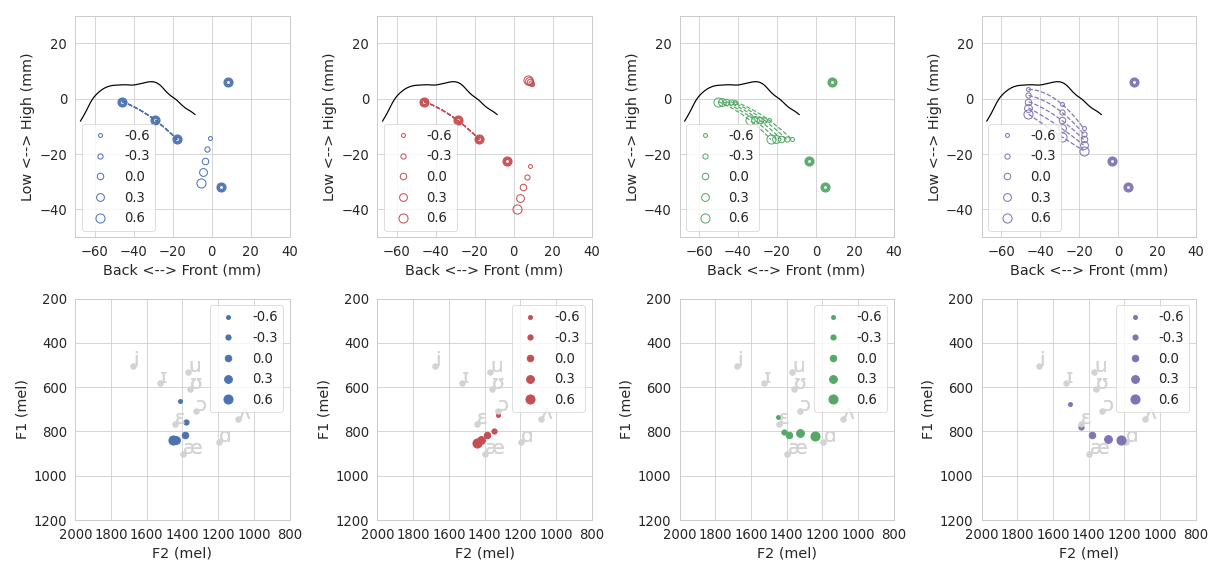 20
0
−20
−40
Low <--> High (mm)
-0.6
-0.3
0.0
0.3
0.6
−60 −40 −20 0 20 40
Back <--> Front (mm)
20
0
−20
−40
Low <--> High (mm)
-0.6
-0.3
0.0
0.3
0.6
−60 −40 −20 0 20 40
Back <--> Front (mm)
20
0
−20
−40
Low <--> High (mm)
-0.6
-0.3
0.0
0.3
0.6
−60 −40 −20 0 20 40
Back <--> Front (mm)
20
0
−20
−40
Low <--> High (mm)
-0.6
-0.3
0.0
0.3
0.6
−60 −40 −20 0 20 40
Back <--> Front (mm)
200
400
600
800
1000
1200
F1 (mel)
-0.6
-0.3
0.0
0.3
0.6
i u
ɪ ʊ
ɛ ɔ ʌ
æ ɑ
2000 1800 1600 1400 1200 1000 800
F2 (mel)
200
400
600
800
1000
1200
F1 (mel)
-0.6
-0.3
0.0
0.3
0.6
i u
ɪ ʊ
ɛ ɔ ʌ
æ ɑ
2000 1800 1600 1400 1200 1000 800
F2 (mel)
200
400
600
800
1000
1200
F1 (mel)
-0.6
-0.3
0.0
0.3
0.6
i u
ɪ ʊ
ɛ ɔ ʌ
æ ɑ
2000 1800 1600 1400 1200 1000 800
F2 (mel)
200
400
600
800
1000
1200
F1 (mel)
-0.6
-0.3
0.0
0.3
0.6
i u
ɪ ʊ
ɛ ɔ ʌ
æ ɑ
2000 1800 1600 1400 1200 1000 800
F2 (mel)